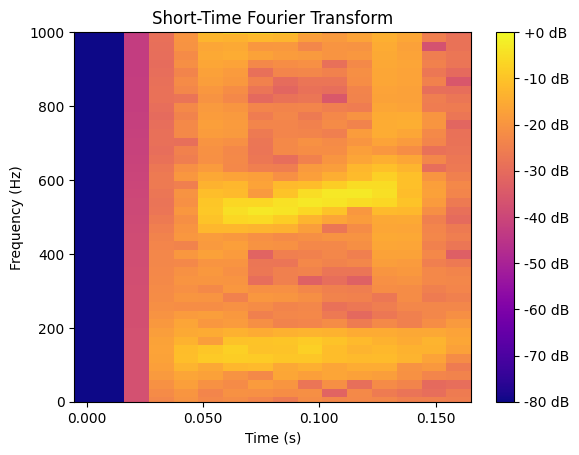 Short-Time Fourier Transform
1000
800
600
400
200
0
Frequency (Hz)
0.000
0.050
0.100
0.150
Time (s)
+0 dB
-10 dB
-20 dB
-30 dB
-40 dB
-50 dB
-60 dB
-70 dB
-80 dB